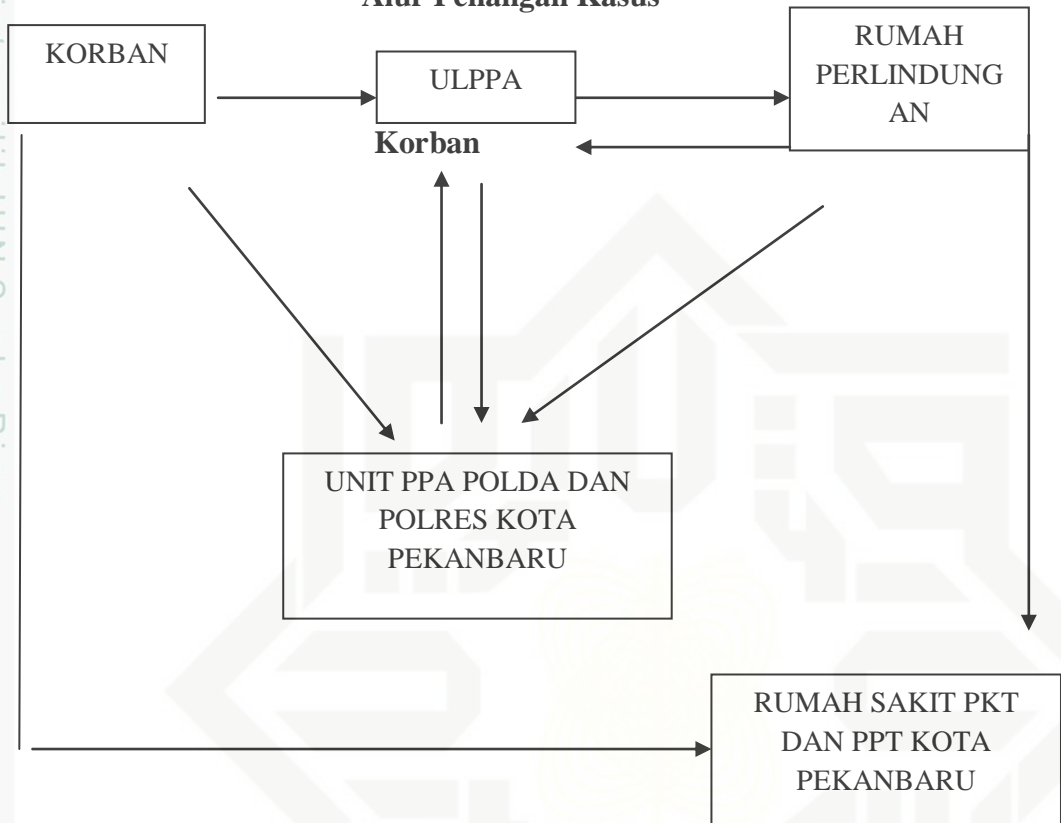 Alur Penangan Kasus
KORBAN
ULPPA
RUMAH
PERLINDUNG
AN
Korban
UNIT PPA POLDA DAN
POLRES KOTA
PEKANBARU
RUMAH SAKIT PKT
DAN PPT KOTA
PEKANBARU